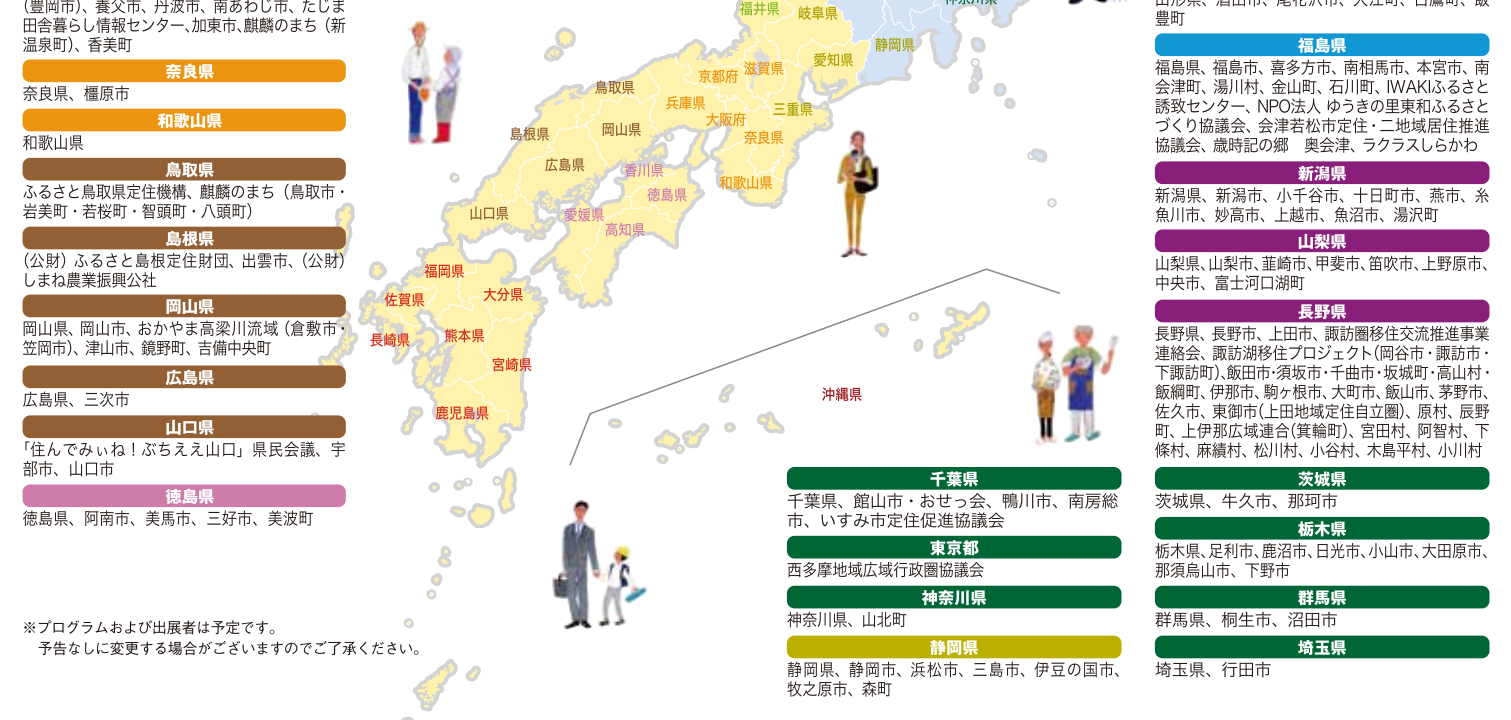 （豊岡市）、養父市、丹波市、南あわじ市、たじま
田舎暮らし情報センター、加東市、麒麟のまち（新
温泉町）、香美町
奈良県
奈良県、橿原市
和歌山県
和歌山県
鳥取県
ふるさと鳥取県定住機構、麒麟のまち（鳥取市・
岩美町・若桜町・智頭町・八頭町）
島根県
（公財）ふるさと島根定住財団、出雲市、（公財）
しまね農業振興公社
岡山県
岡山県、岡山市、おかやま高梁川流域（倉敷市・
笠岡市）、津山市、鏡野町、吉備中央町
広島県
広島県、三次市
山口県
「住んでみぃね！ぶちええ山口」県民会議、宇
部市、山口市
徳島県
徳島県、阿南市、美馬市、三好市、美波町
※プログラムおよび出展者は予定です。
予告なしに変更する場合がございますのでご了承ください。
福井県
岐阜県
神奈川県
静岡県
愛知県
滋賀県
京都府
鳥取県
兵庫県
三重県
大阪府
岡山県
島根県
奈良県
広島県
香川県
和歌山県
徳島県
山口県
愛媛県
高知県
福岡県
大分県
佐賀県
長崎県
熊本県
宮崎県
鹿児島県
沖縄県
千葉県
千葉県、館山市・おせっ会、鴨川市、南房総
市、いすみ市定住促進協議会
東京都
西多摩地域広域行政圏協議会
神奈川県
神奈川県、山北町
静岡県
静岡県、静岡市、浜松市、三島市、伊豆の国市、
牧之原市、森町
山形県、酒田市、尾花沢市、大江町、白鷹町、飯
豊町
福島県
福島県、福島市、喜多方市、南相馬市、本宮市、南
会津町、湯川村、金山町、石川町、IWAKIふるさと
誘致センター、NPO法人 ゆうきの里東和ふるさと
づくり協議会、会津若松市定住・二地域居住推進
協議会、歳時記の郷　奥会津、ラクラスしらかわ
新潟県
新潟県、新潟市、小千谷市、十日町市、燕市、糸
魚川市、妙高市、上越市、魚沼市、湯沢町
山梨県
山梨県、山梨市、韮崎市、甲斐市、笛吹市、上野原市、
中央市、富士河口湖町
長野県
長野県、長野市、上田市、諏訪圏移住交流推進事業
連絡会、諏訪湖移住プロジェクト（岡谷市・諏訪市・
下諏訪町）、飯田市・須坂市・千曲市・坂城町・高山村・
飯綱町、伊那市、駒ヶ根市、大町市、飯山市、茅野市、
佐久市、東御市（上田地域定住自立圏）、原村、辰野
町、上伊那広域連合（箕輪町）、宮田村、阿智村、下
條村、麻績村、松川村、小谷村、木島平村、小川村
茨城県
茨城県、牛久市、那珂市
栃木県
栃木県、足利市、鹿沼市、日光市、小山市、大田原市、
那須烏山市、下野市
群馬県
群馬県、桐生市、沼田市
埼玉県
埼玉県、行田市